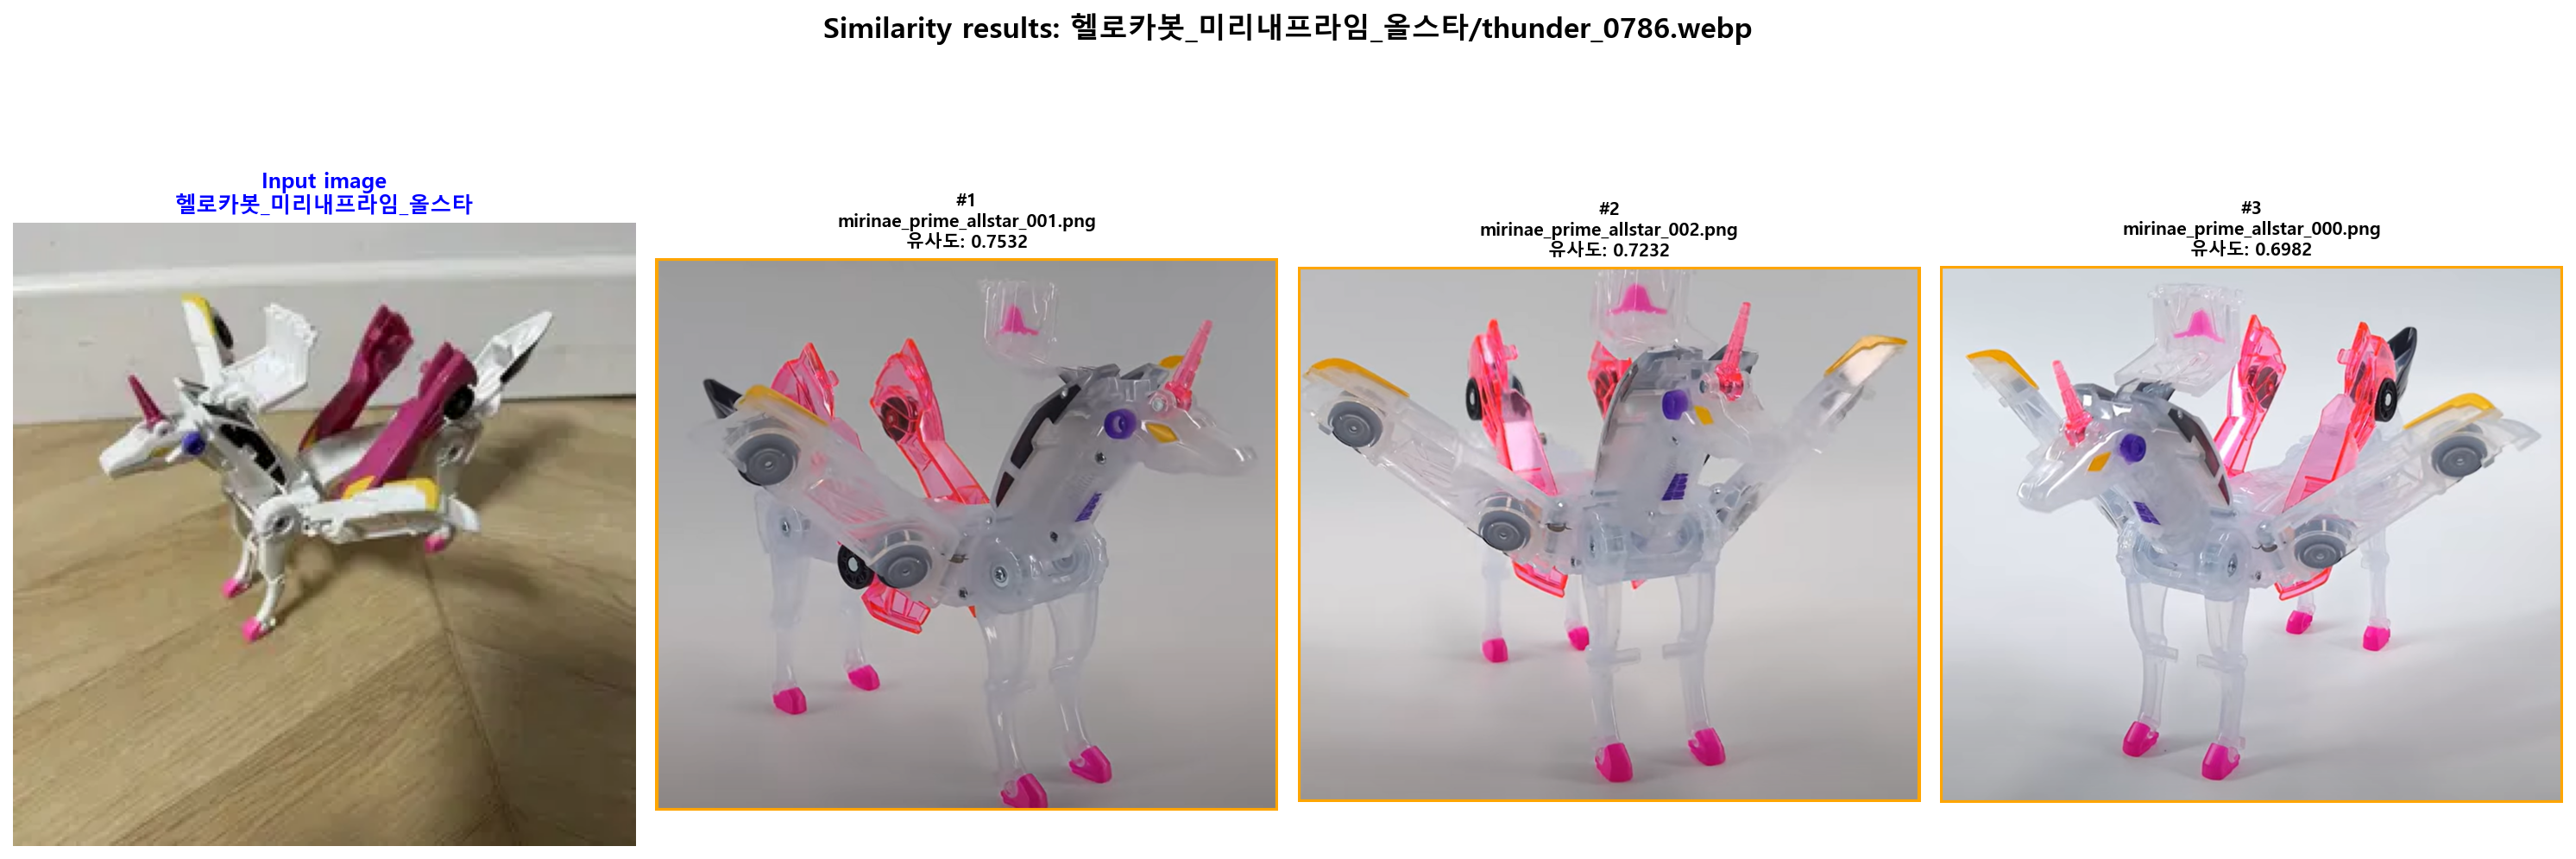 Similarity results: 헬로카봇_미리내프라임_올스타/thunder_0786.webp
Input image
헬로카봇_미리내프라임_올스타
#1
mirinae_prime_allstar_001.png
유사도: 0.7532
#2
mirinae_prime_allstar_002.png
유사도: 0.7232
#3
mirinae_prime_allstar_000.png
유사도: 0.6982